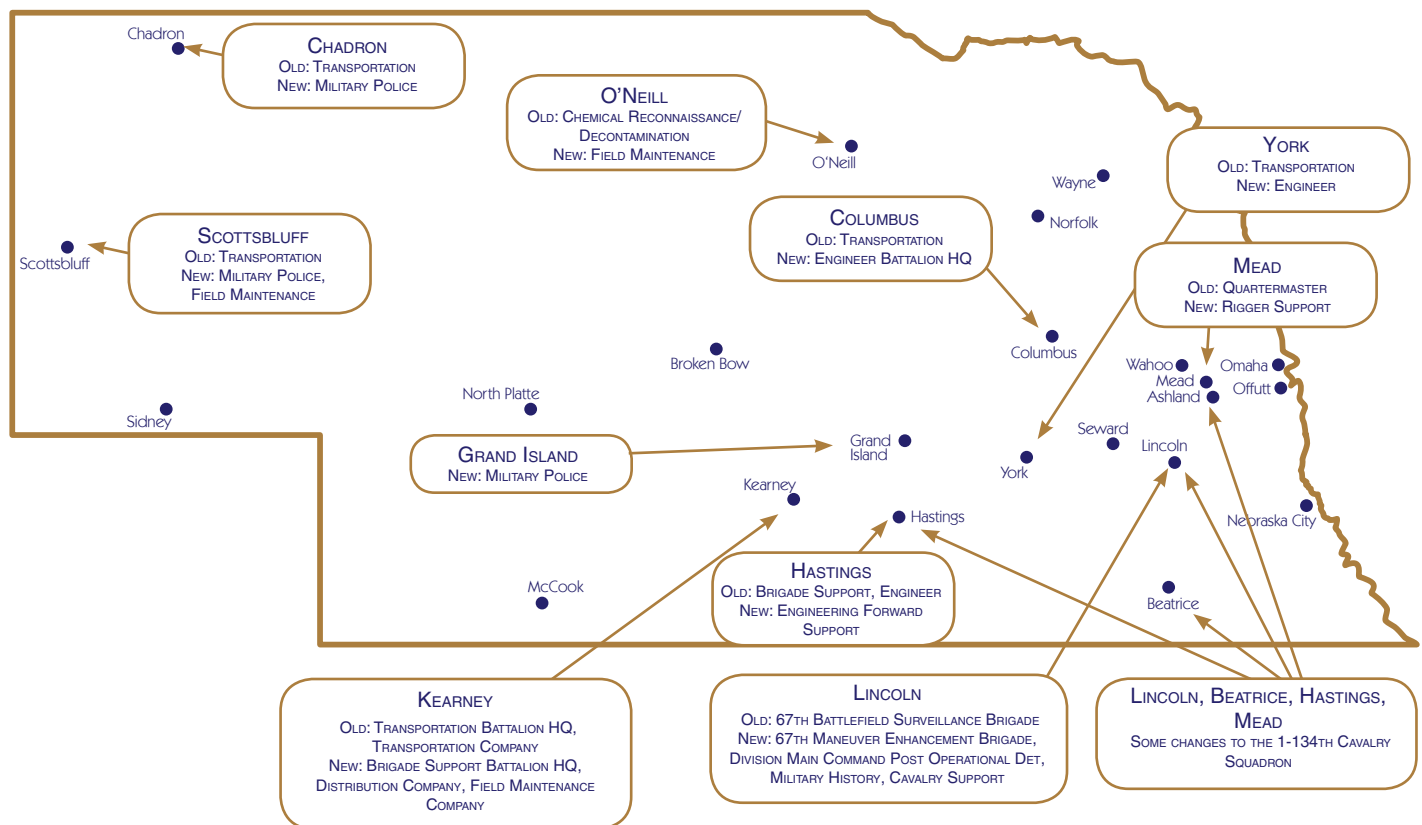 Chadron
Chadron
Old: Transportation
New: Military Police
O'Neill
Old: Chemical Reconnaissance/
Decontamination
New: Field Maintenance
O'Neill
York
Old: Transportation
New: Engineer
Wayne
Norfolk
Columbus
Old: Transportation
New: Engineer Battalion HQ
Scottsbluff
Scottsbluff
Old: Transportation
New: Military Police,
Field Maintenance
Mead
Old: Quartermaster
New: Rigger Support
Columbus
Broken Bow
Wahoo
Omaha
Mead
Offutt
Ashland
North Platte
Sidney
Seward
Grand
Island
Lincoln
Grand Island
New: Military Police
York
Kearney
Hastings
Nebraska City
Hastings
Old: Brigade Support, Engineer
New: Engineering Forward
Support
McCook
Beatrice
Kearney
Old: Transportation Battalion HQ,
Transportation Company
New: Brigade Support Battalion HQ,
Distribution Company, Field Maintenance
Company
Lincoln
Old: 67th Battlefield Surveillance Brigade
New: 67th Maneuver Enhancement Brigade,
Division Main Command Post Operational Det,
Military History, Cavalry Support
Lincoln, Beatrice, Hastings,
Mead
Some changes to the 1-134th Cavalry
Squadron